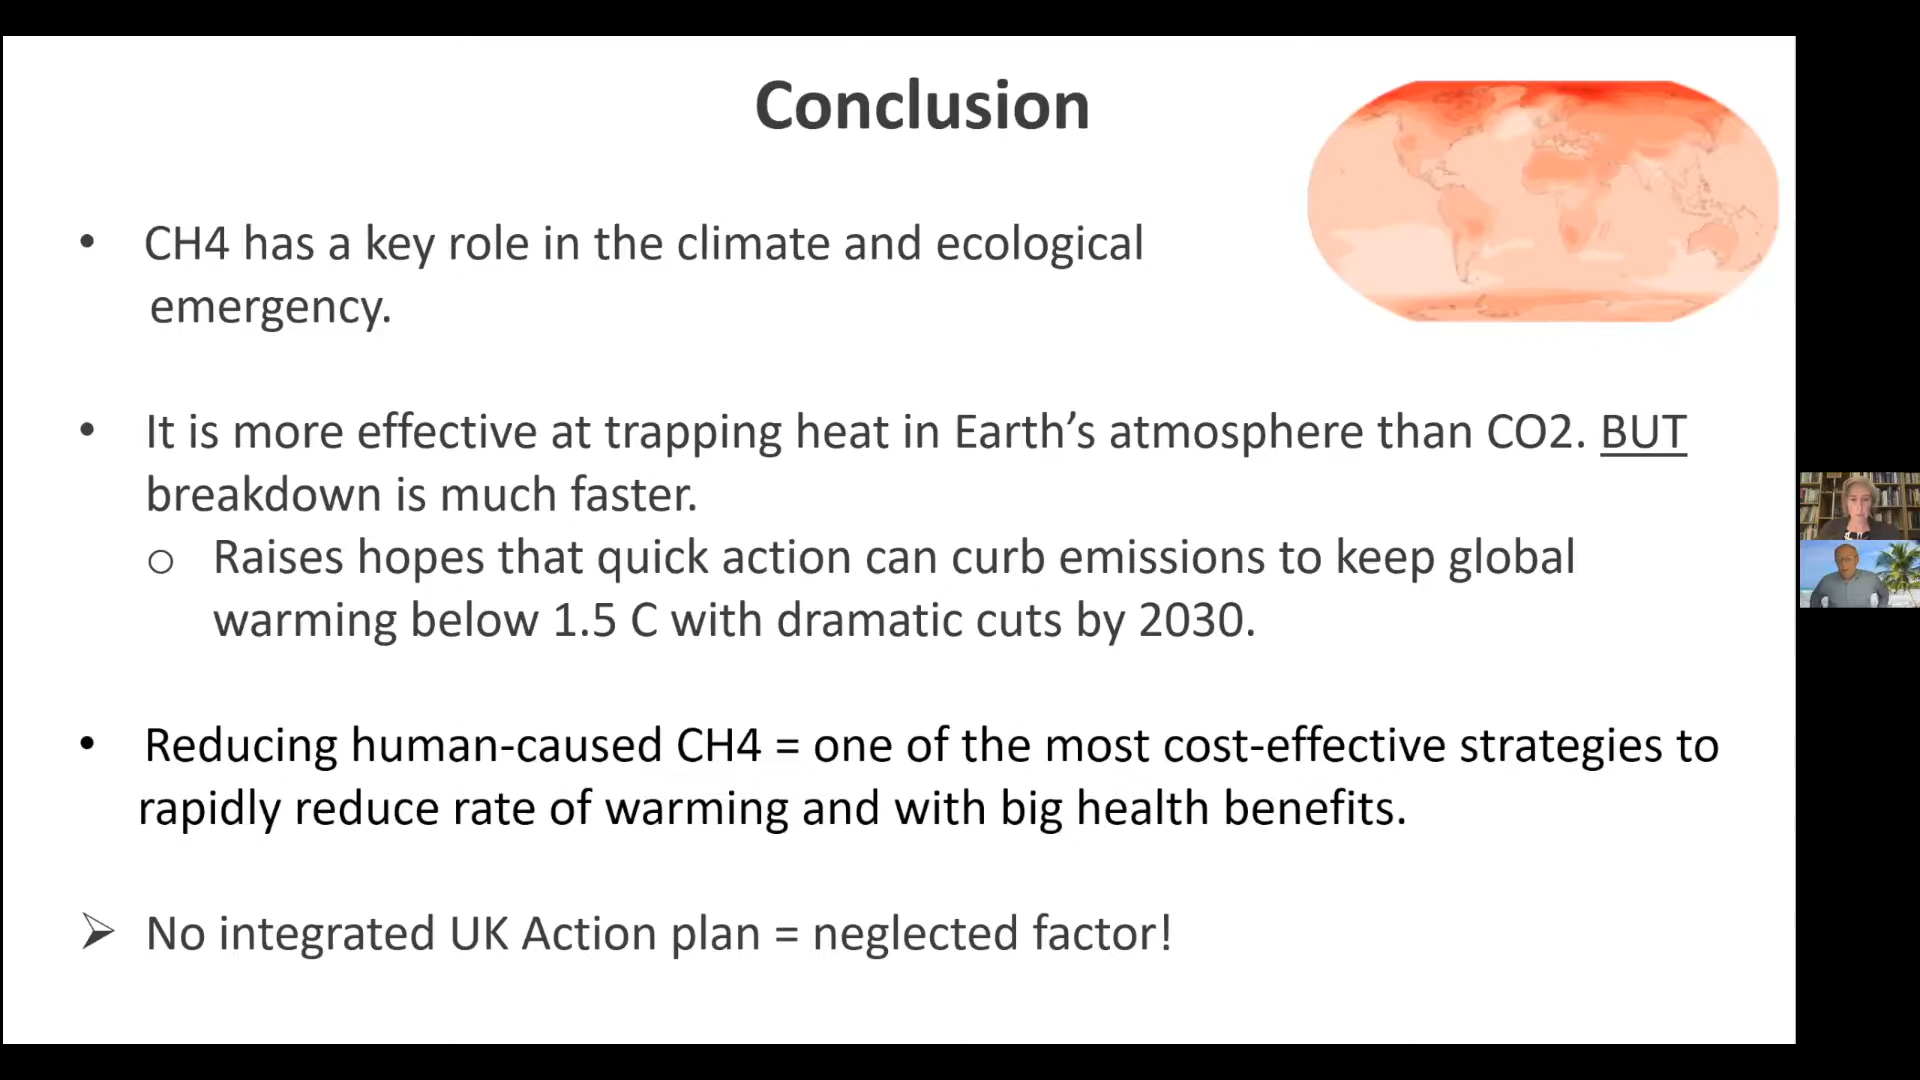 Conclusion
• CH4 has a key role in the climate and ecological
emergency.
• It is more effective at trapping heat in Earth’s atmosphere than CO2. BUT
breakdown is much faster.
o Raises hopes that quick action can curb emissions to keep global
warming below 1.5 C with dramatic cuts by 2030.
• Reducing human-caused CH4 = one of the most cost-effective strategies to
rapidly reduce rate of warming and with big health benefits.
➢ No integrated UK Action plan = neglected factor!